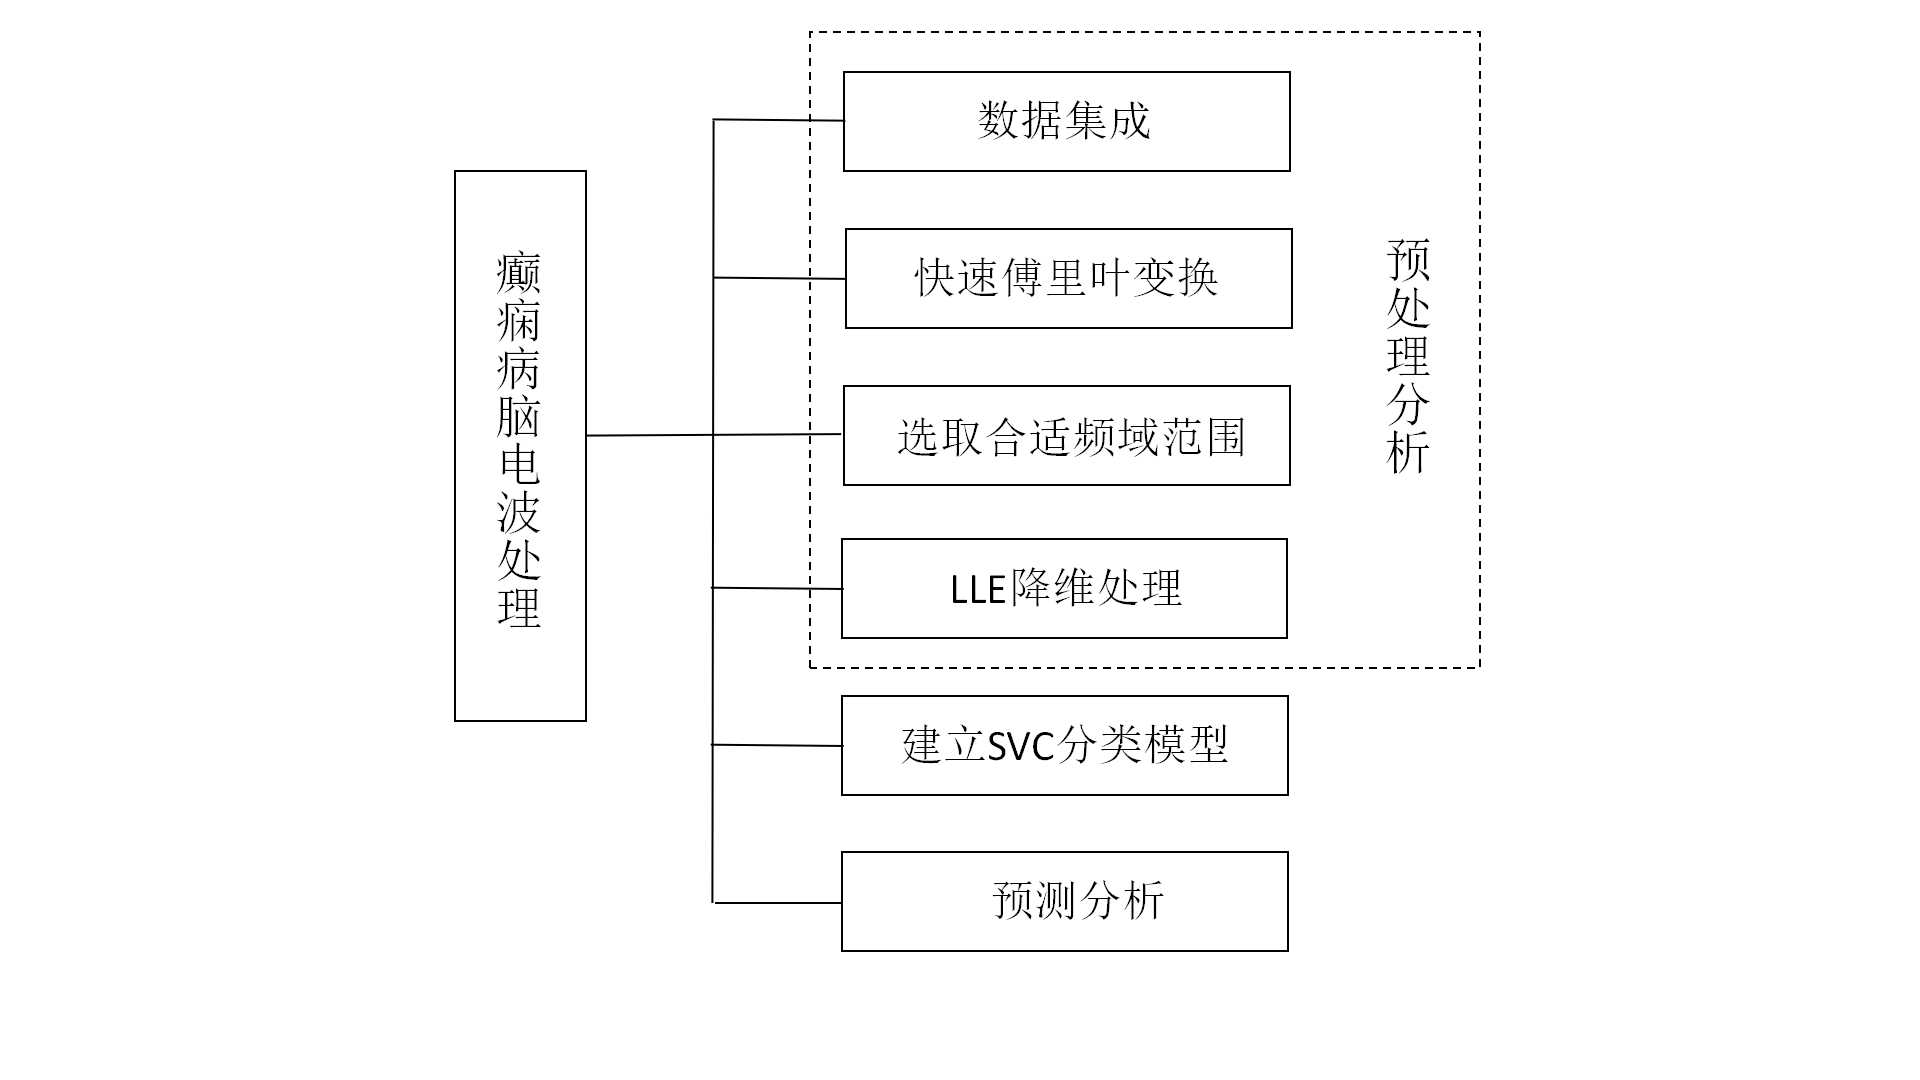 癫痫病脑电波处理
数据集成
快速傅里叶变换
选取合适频域范围
LLE降维处理
预处理分析
建立SVC分类模型
预测分析